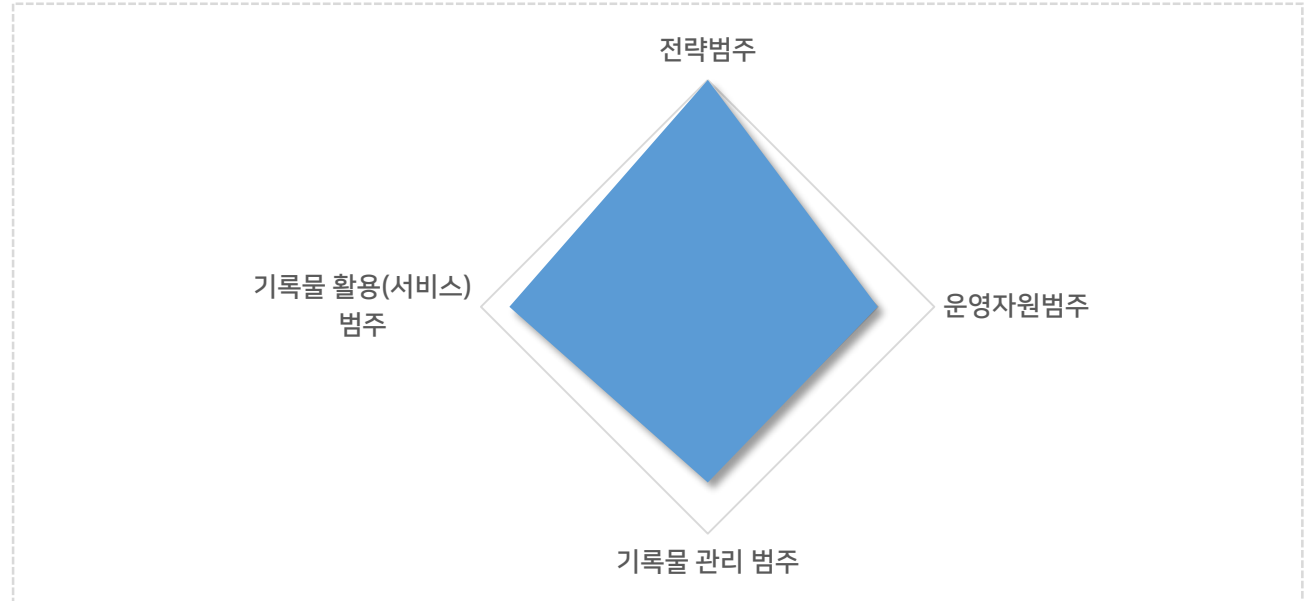 전략범주
기록물 활용(서비스)
범주
운영자원범주
기록물 관리 범주